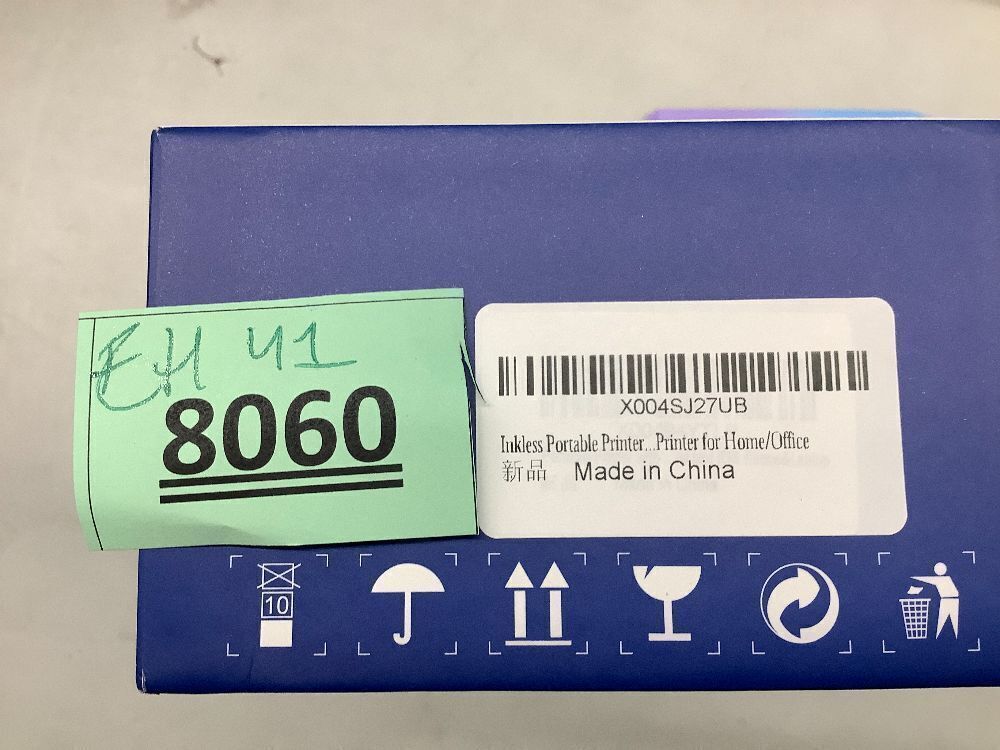 EH 41
8060
X004SJ27UB
Inkless Portable Printer...Printer for Home/Office
新品 Made in China
10